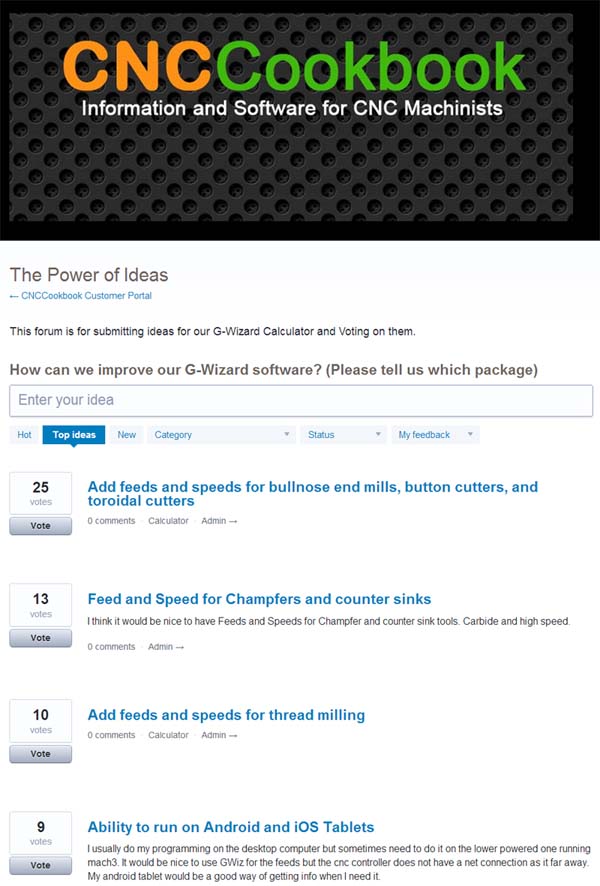 CNCCookbook
Information and Software for CNC Machinists
The Power of Ideas
← CNCCookbook Customer Portal
This forum is for submitting ideas for our G-Wizard Calculator and Voting on them.
How can we improve our G-Wizard software? (Please tell us which package)
Enter your idea
Hot Top ideas New Category Status My feedback
25
votes
Vote
Add feeds and speeds for bullnose end mills, button cutters, and
toroidal cutters
0 comments · Calculator · Admin →
13
votes
Vote
Feed and Speed for Champfers and counter sinks
I think it would be nice to have Feeds and Speeds for Champfer and counter sink tools. Carbide and high speed.
0 comments · Admin →
10
votes
Vote
Add feeds and speeds for thread milling
0 comments · Calculator · Admin →
9
votes
Vote
Ability to run on Android and iOS Tablets
I usually do my programming on the desktop computer but sometimes need to do it on the lower powered one running
mach3. It would be nice to use GWiz for the feeds but the cnc controller does not have a net connection as it far away.
My android tablet would be a good way of getting info when I need it.